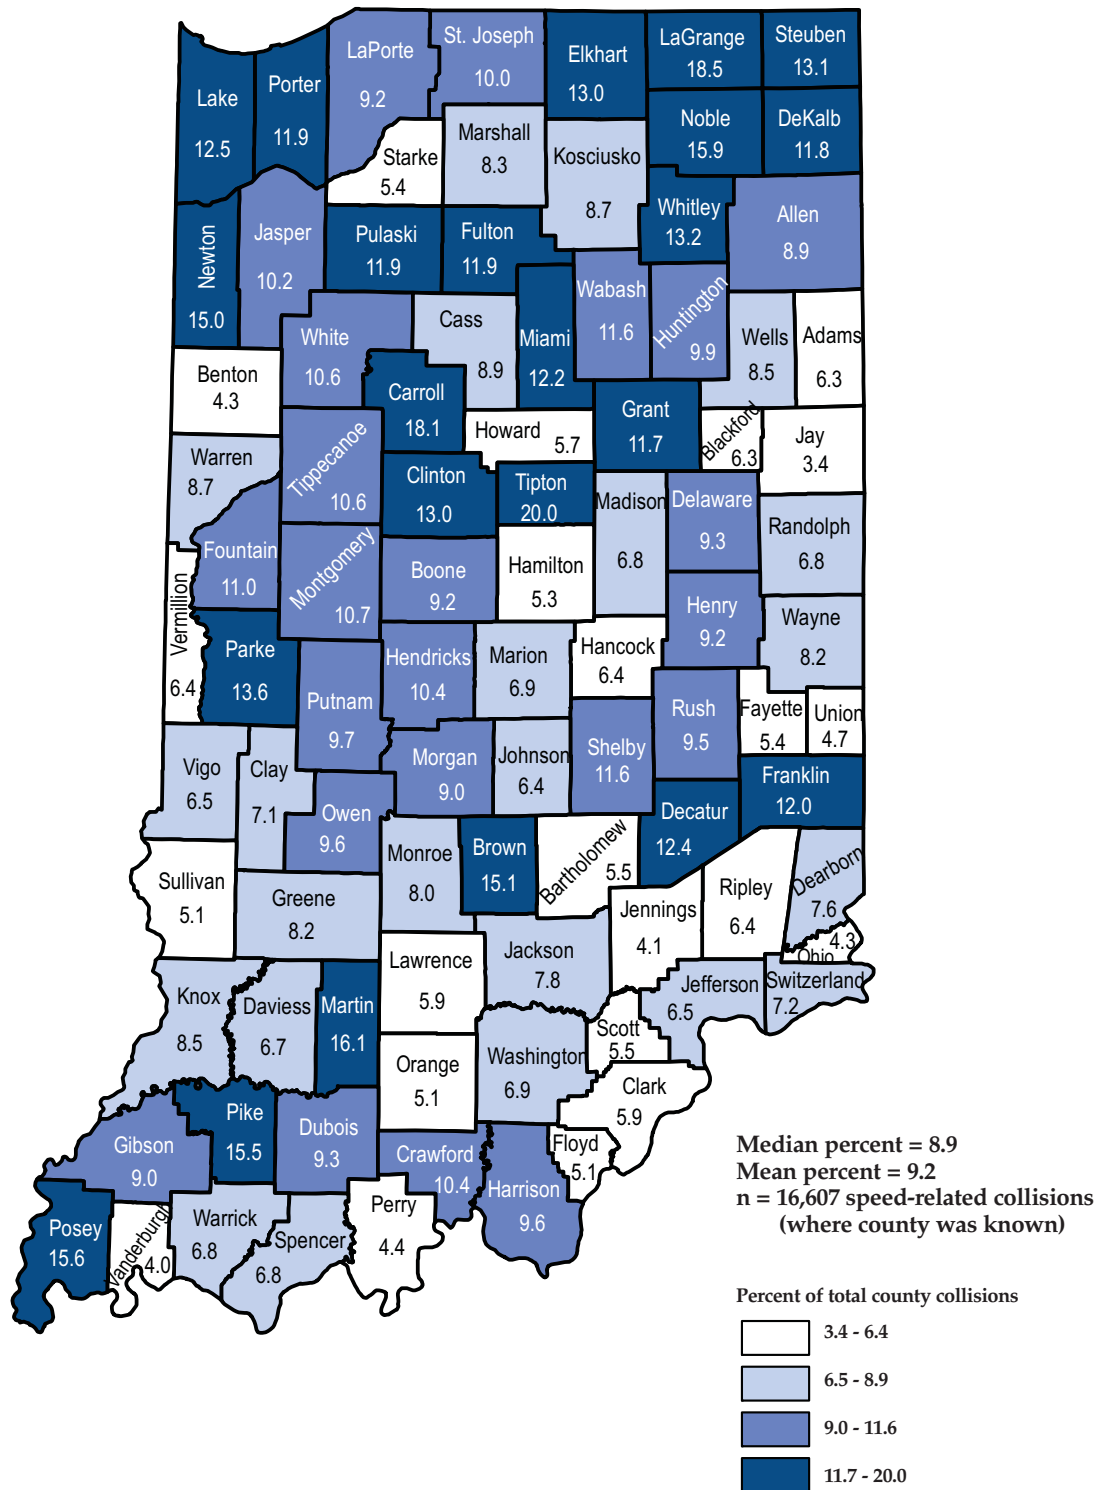 LaPorte
9.2
St. Joseph
10.0
Elkhart
13.0
LaGrange
18.5
Steuben
13.1
Lake
12.5
Porter
11.9
Starke
5.4
Marshall
8.3
Kosciusko
8.7
Noble
15.9
DeKalb
11.8
Newton
15.0
Jasper
10.2
Pulaski
11.9
Fulton
11.9
Whitley
13.2
Allen
8.9
White
10.6
Cass
8.9
Miami
12.2
Wabash
11.6
Huntington
9.9
Wells
8.5
Adams
6.3
Benton
4.3
Carroll
18.1
Howard
5.7
Grant
11.7
Blackford
6.3
Jay
3.4
Warren
8.7
Tippecanoe
10.6
Clinton
13.0
Tipton
20.0
Madison
6.8
Delaware
9.3
Randolph
6.8
Fountain
11.0
Montgomery
10.7
Boone
9.2
Hamilton
5.3
Henry
9.2
Wayne
8.2
Vermillion
6.4
Parke
13.6
Putnam
9.7
Hendricks
10.4
Marion
6.9
Hancock
6.4
Rush
9.5
Fayette
5.4
Union
4.7
Vigo
6.5
Clay
7.1
Owen
9.6
Morgan
9.0
Johnson
6.4
Shelby
11.6
Decatur
12.4
Franklin
12.0
Sullivan
5.1
Greene
8.2
Monroe
8.0
Brown
15.1
Bartholomew
5.5
Jennings
4.1
Ripley
6.4
Dearborn
7.6
Ohio
4.3
Knox
8.5
Daviess
6.7
Martin
16.1
Lawrence
5.9
Jackson
7.8
Jefferson
6.5
Switzerland
7.2
Orange
5.1
Washington
6.9
Scott
5.5
Clark
5.9
Gibson
9.0
Pike
15.5
Dubois
9.3
Crawford
10.4
Harrison
9.6
Floyd
5.1
Posey
15.6
Vanderburgh
4.0
Warrick
6.8
Spencer
6.8
Perry
4.4
Median percent = 8.9
Mean percent = 9.2
n = 16,607 speed-related collisions
(where county was known)
Percent of total county collisions
3.4 - 6.4
6.5 - 8.9
9.0 - 11.6
11.7 - 20.0